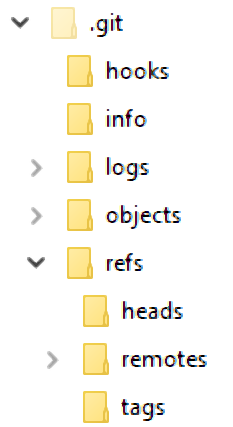 .git
hooks
info
logs
objects
refs
heads
remotes
tags